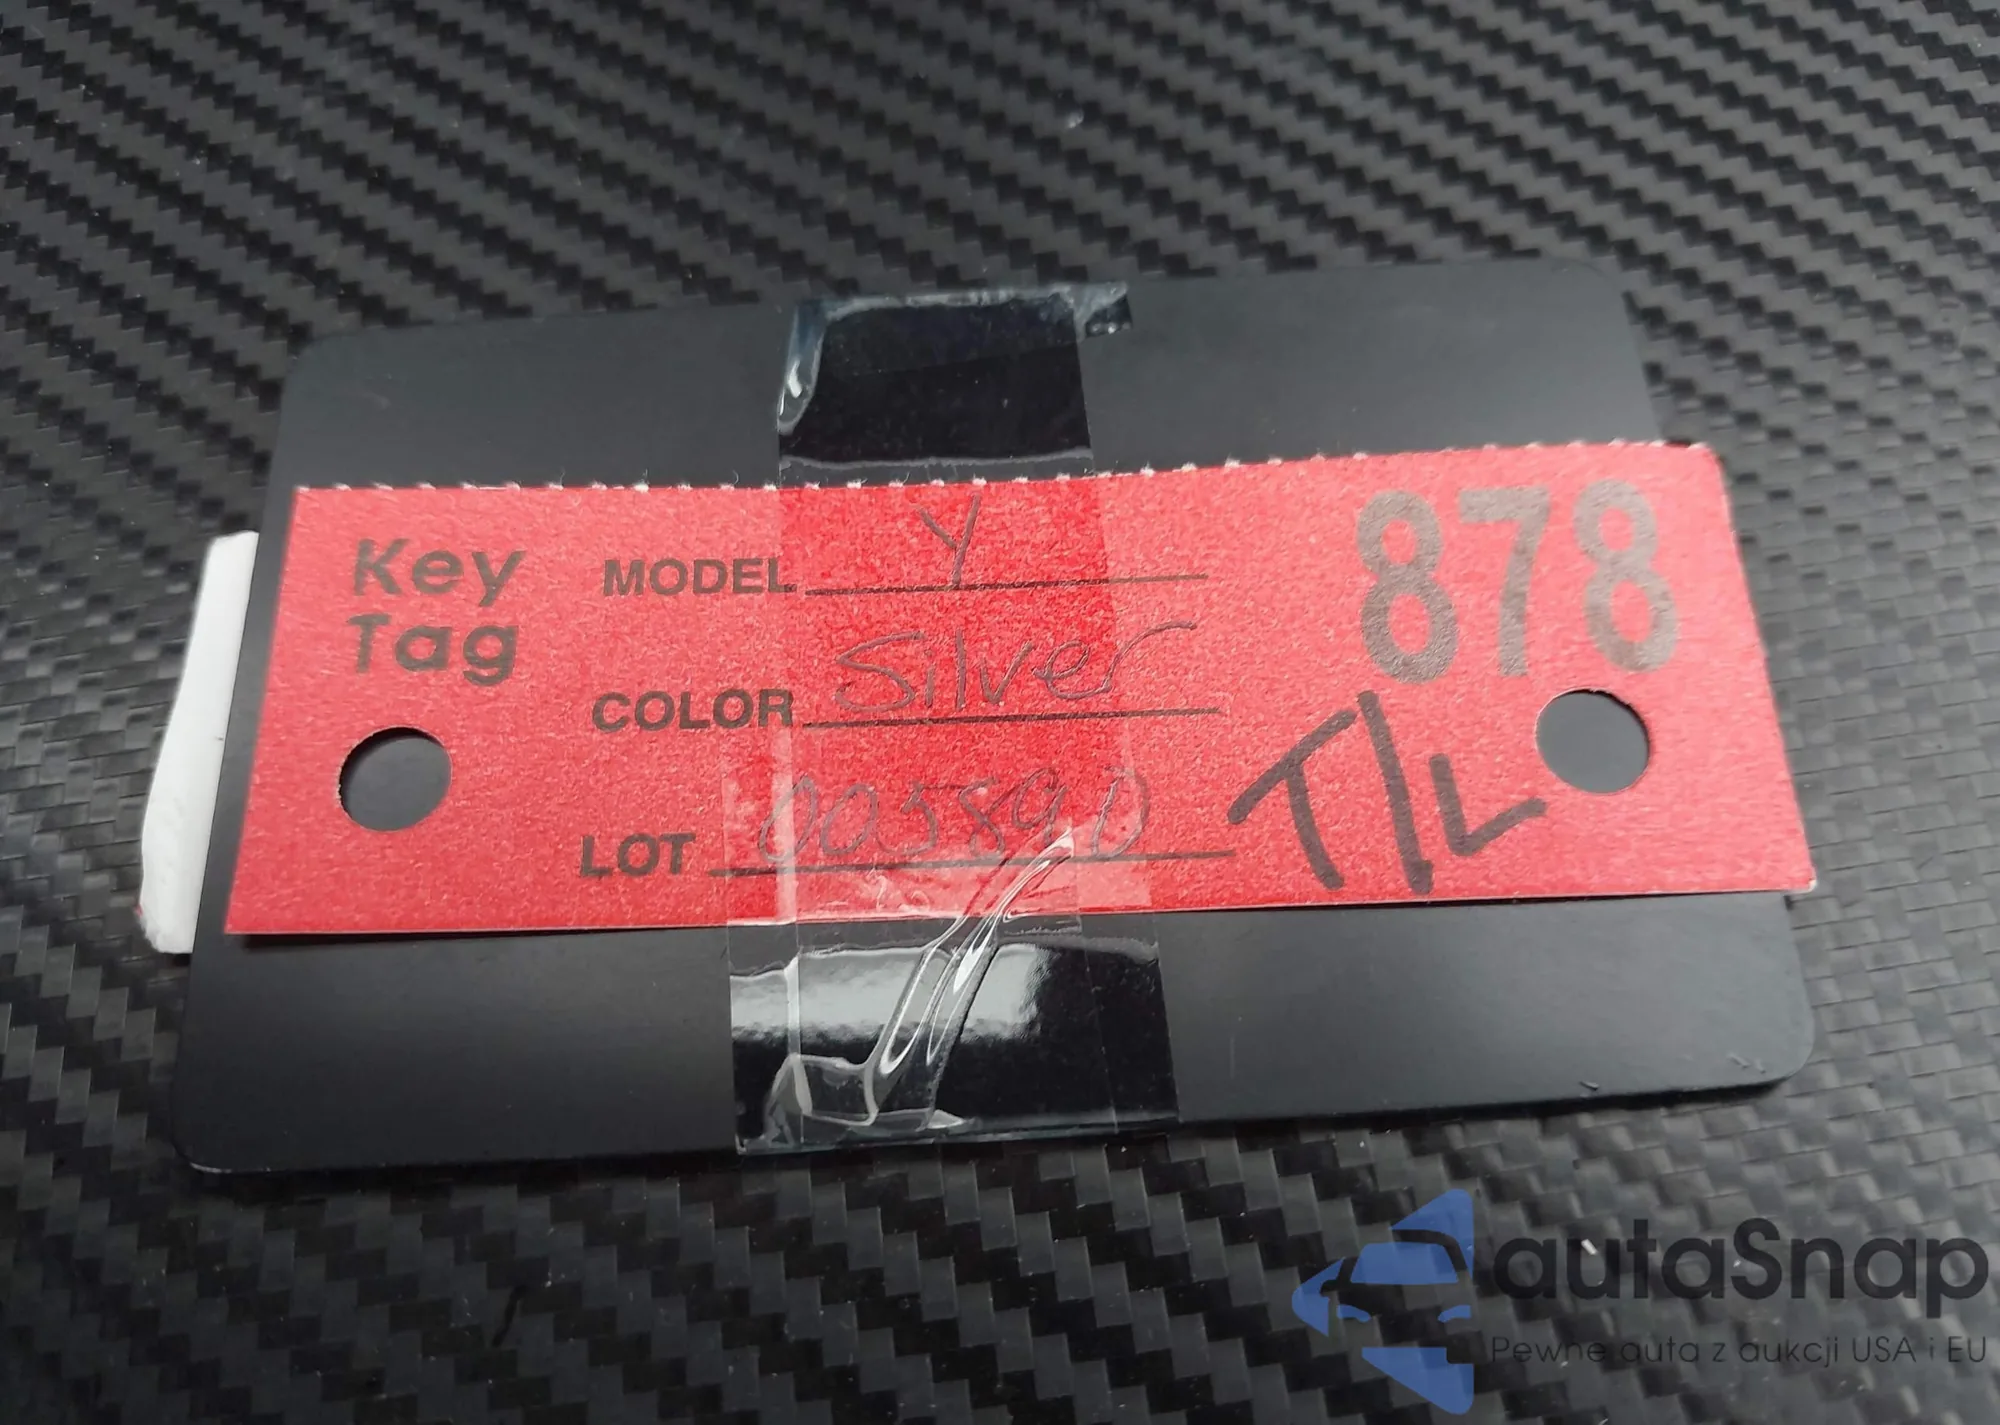 Key Tag
MODEL Y
COLOR Silver
LOT 005890
878
T/L
autaSnap
Pewne auta z aukcji USA i EU